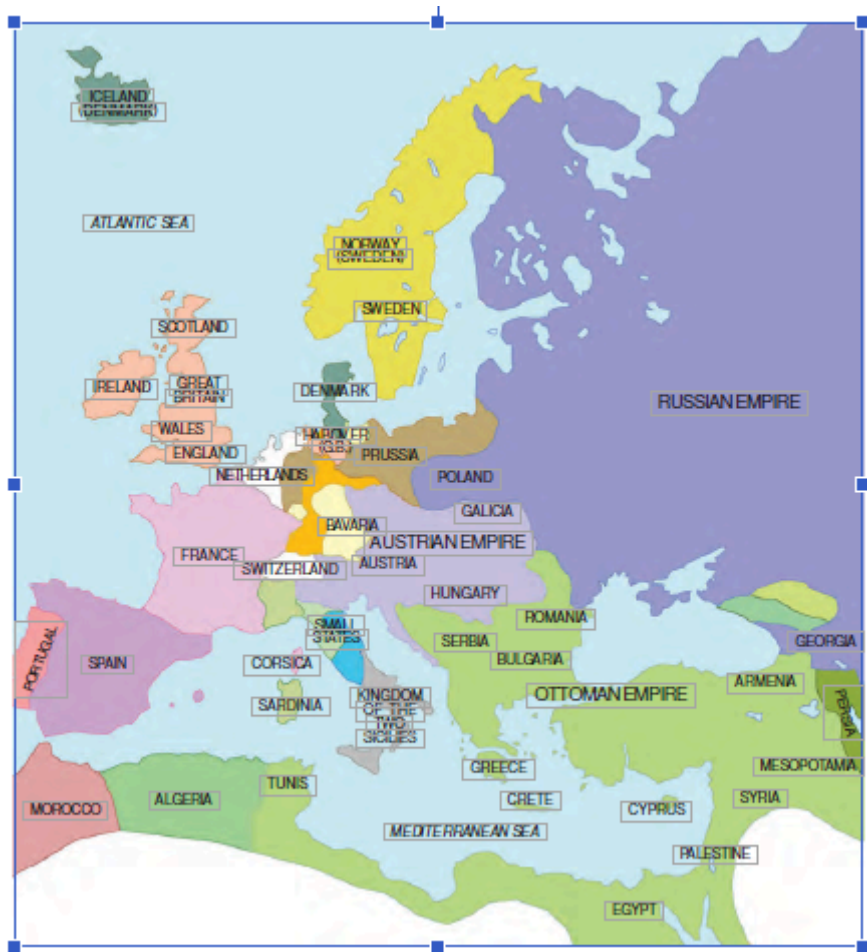 ICELAND
(DENMARK)
ATLANTIC SEA
NORWAY
(SWEDEN)
SWEDEN
SCOTLAND
IRELAND
GREAT
BRITAIN
DENMARK
RUSSIAN EMPIRE
WALES
HANOVER
(G.B.)
ENGLAND
PRUSSIA
NETHERLANDS
POLAND
GALICIA
BAVARIA
AUSTRIAN EMPIRE
FRANCE
SWITZERLAND
AUSTRIA
HUNGARY
ROMANIA
SMALL
STATES
SERBIA
GEORGIA
PORTUGAL
SPAIN
CORSICA
BULGARIA
ARMENIA
OTTOMAN EMPIRE
PERSIA
SARDINIA
KINGDOM
OF THE
TWO
SICILIES
GREECE
MESOPOTAMIA
TUNIS
MOROCCO
ALGERIA
CRETE
CYPRUS
SYRIA
MEDITERRANEAN SEA
PALESTINE
EGYPT